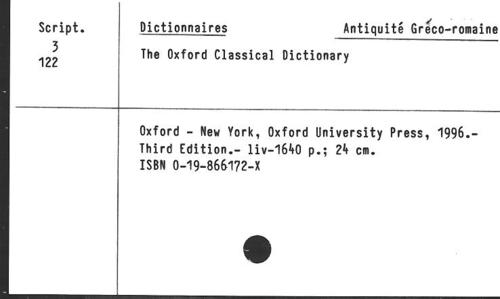 Script. Dictionnaires Antiquité Gréco-romaine
3
122 The Oxford Classical Dictionary
Oxford - New York, Oxford University Press, 1996.-
Third Edition.- liv-1640 p.; 24 cm.
ISBN 0-19-866172-X